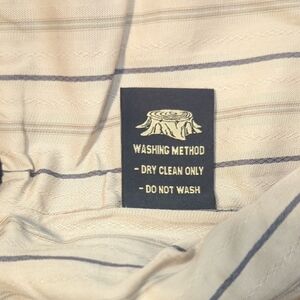 WASHING METHOD
- DRY CLEAN ONLY
- DO NOT WASH